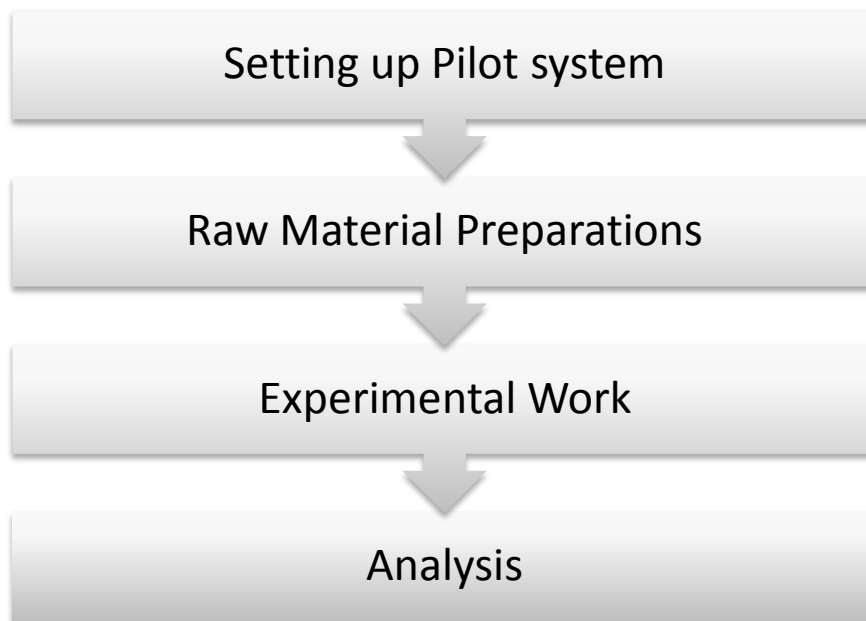 Setting up Pilot system
Raw Material Preparations
Experimental Work
Analysis